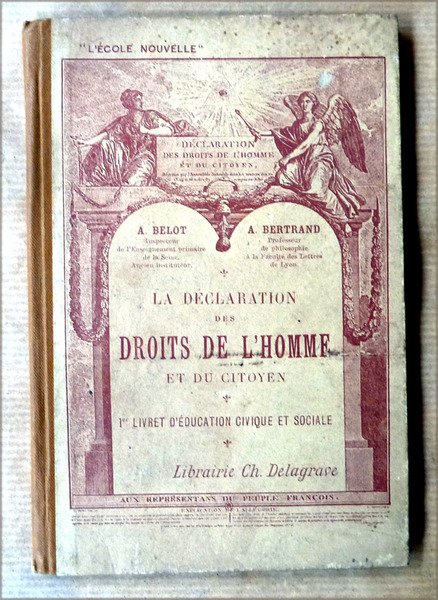 "L'ÉCOLE NOUVELLE"
DÉCLARATION
DES DROITS DE L'HOMME
ET DU CITOYEN,
A. BELOT
Inspecteur
de l'Enseignement primaire
de la Seine,
Ancien Instituteur.
A. BERTRAND
Professeur
de philosophie
à la Faculté des Lettres
de Lyon.
LA DÉCLARATION
DES
DROITS DE L'HOMME
ET DU CITOYEN
1er LIVRET D'ÉDUCATION CIVIQUE ET SOCIALE
Librairie Ch. Delagrave
AUX REPRÉSENTANS DU PEUPLE FRANÇOIS.